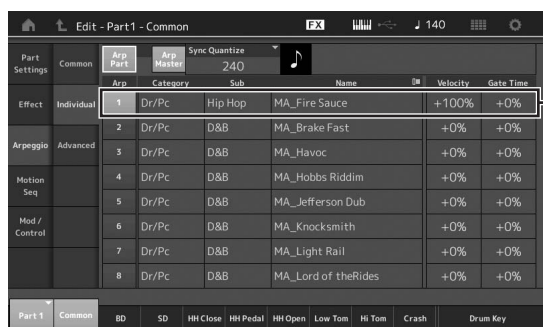 Edit - Part1 - Common FX ♩ 140
Part Settings Common Arp Part Arp Master Sync Quantize 240 ♪
Arp Category Sub Name Velocity Gate Time
Effect Individual 1 Dr/Pc Hip Hop MA_Fire Sauce +100% +0%
2 Dr/Pc D&B MA_Brake Fast +0% +0%
Arpeggio Advanced 3 Dr/Pc D&B MA_Havoc +0% +0%
Motion Seq 4 Dr/Pc D&B MA_Hobbs Riddim +0% +0%
5 Dr/Pc D&B MA_Jefferson Dub +0% +0%
Mod / Control 6 Dr/Pc D&B MA_Knocksmith +0% +0%
7 Dr/Pc D&B MA_Light Rail +0% +0%
8 Dr/Pc D&B MA_Lord of theRides +0% +0%
Part 1 Common BD SD HH Close HH Pedal HH Open Low Tom Hi Tom Crash Drum Key